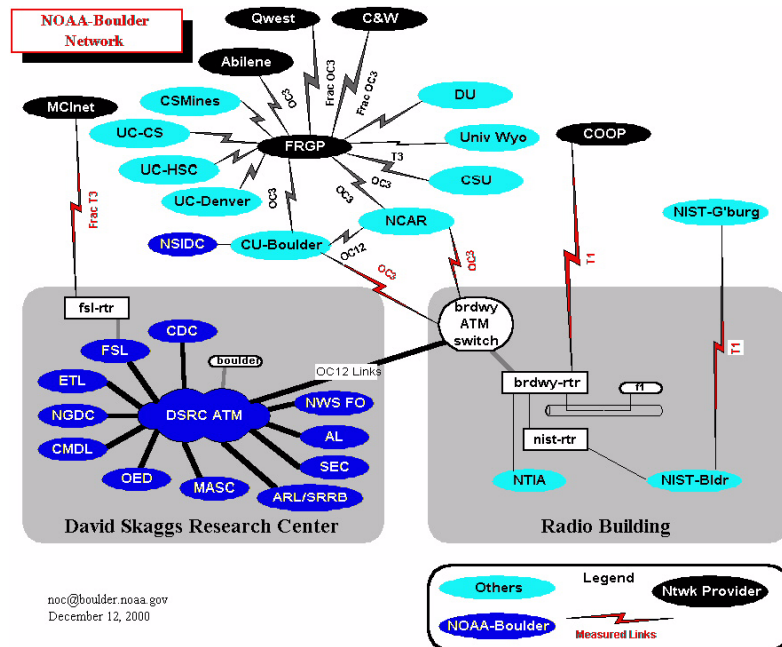 NOAA-Boulder
Network
Qwest
C&W
Abilene
Frac OC3
Frac OC3
OC3
MCInet
CSMines
DU
UC-CS
FRGP
Univ Wyo
COOP
T3
UC-HSC
CSU
OC3
OC3
UC-Denver
NCAR
NIST-G'burg
Frac T3
NSIDC
CU-Boulder
OC12
OC3
OC3
T1
T1
fsl-rtr
brdwy
ATM
switch
CDC
FSL
boulder
OC12 Links
ETL
NWS FO
brdwy-rtr
f1
NGDC
DSRC ATM
AL
nist-rtr
CMDL
SEC
OED
MASC
ARL/SRRB
NTIA
NIST-Bldr
David Skaggs Research Center
Radio Building
Legend
Others
Ntwk Provider
NOAA-Boulder
Measured Links
noc@boulder.noaa.gov
December 12, 2000